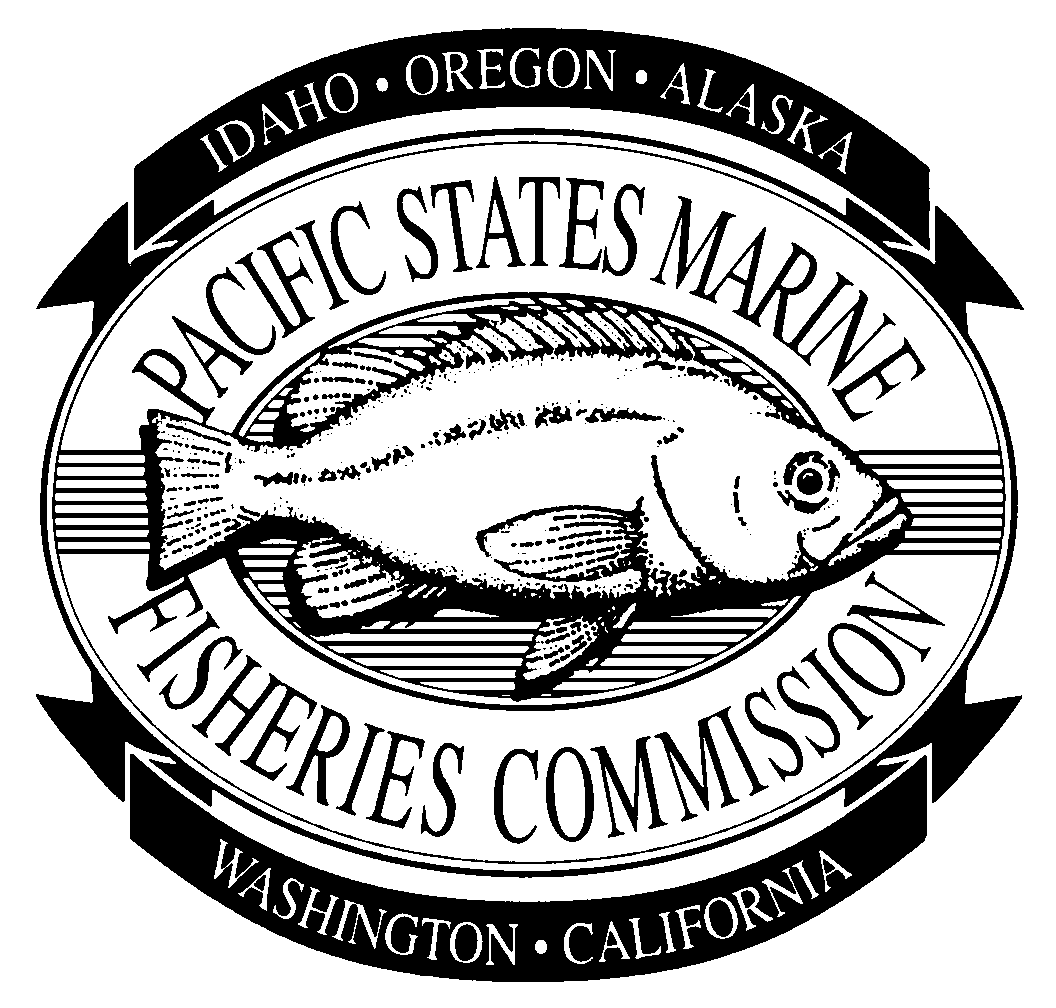 IDAHO • OREGON • ALASKA
PACIFIC STATES MARINE
FISHERIES COMMISSION
WASHINGTON • CALIFORNIA